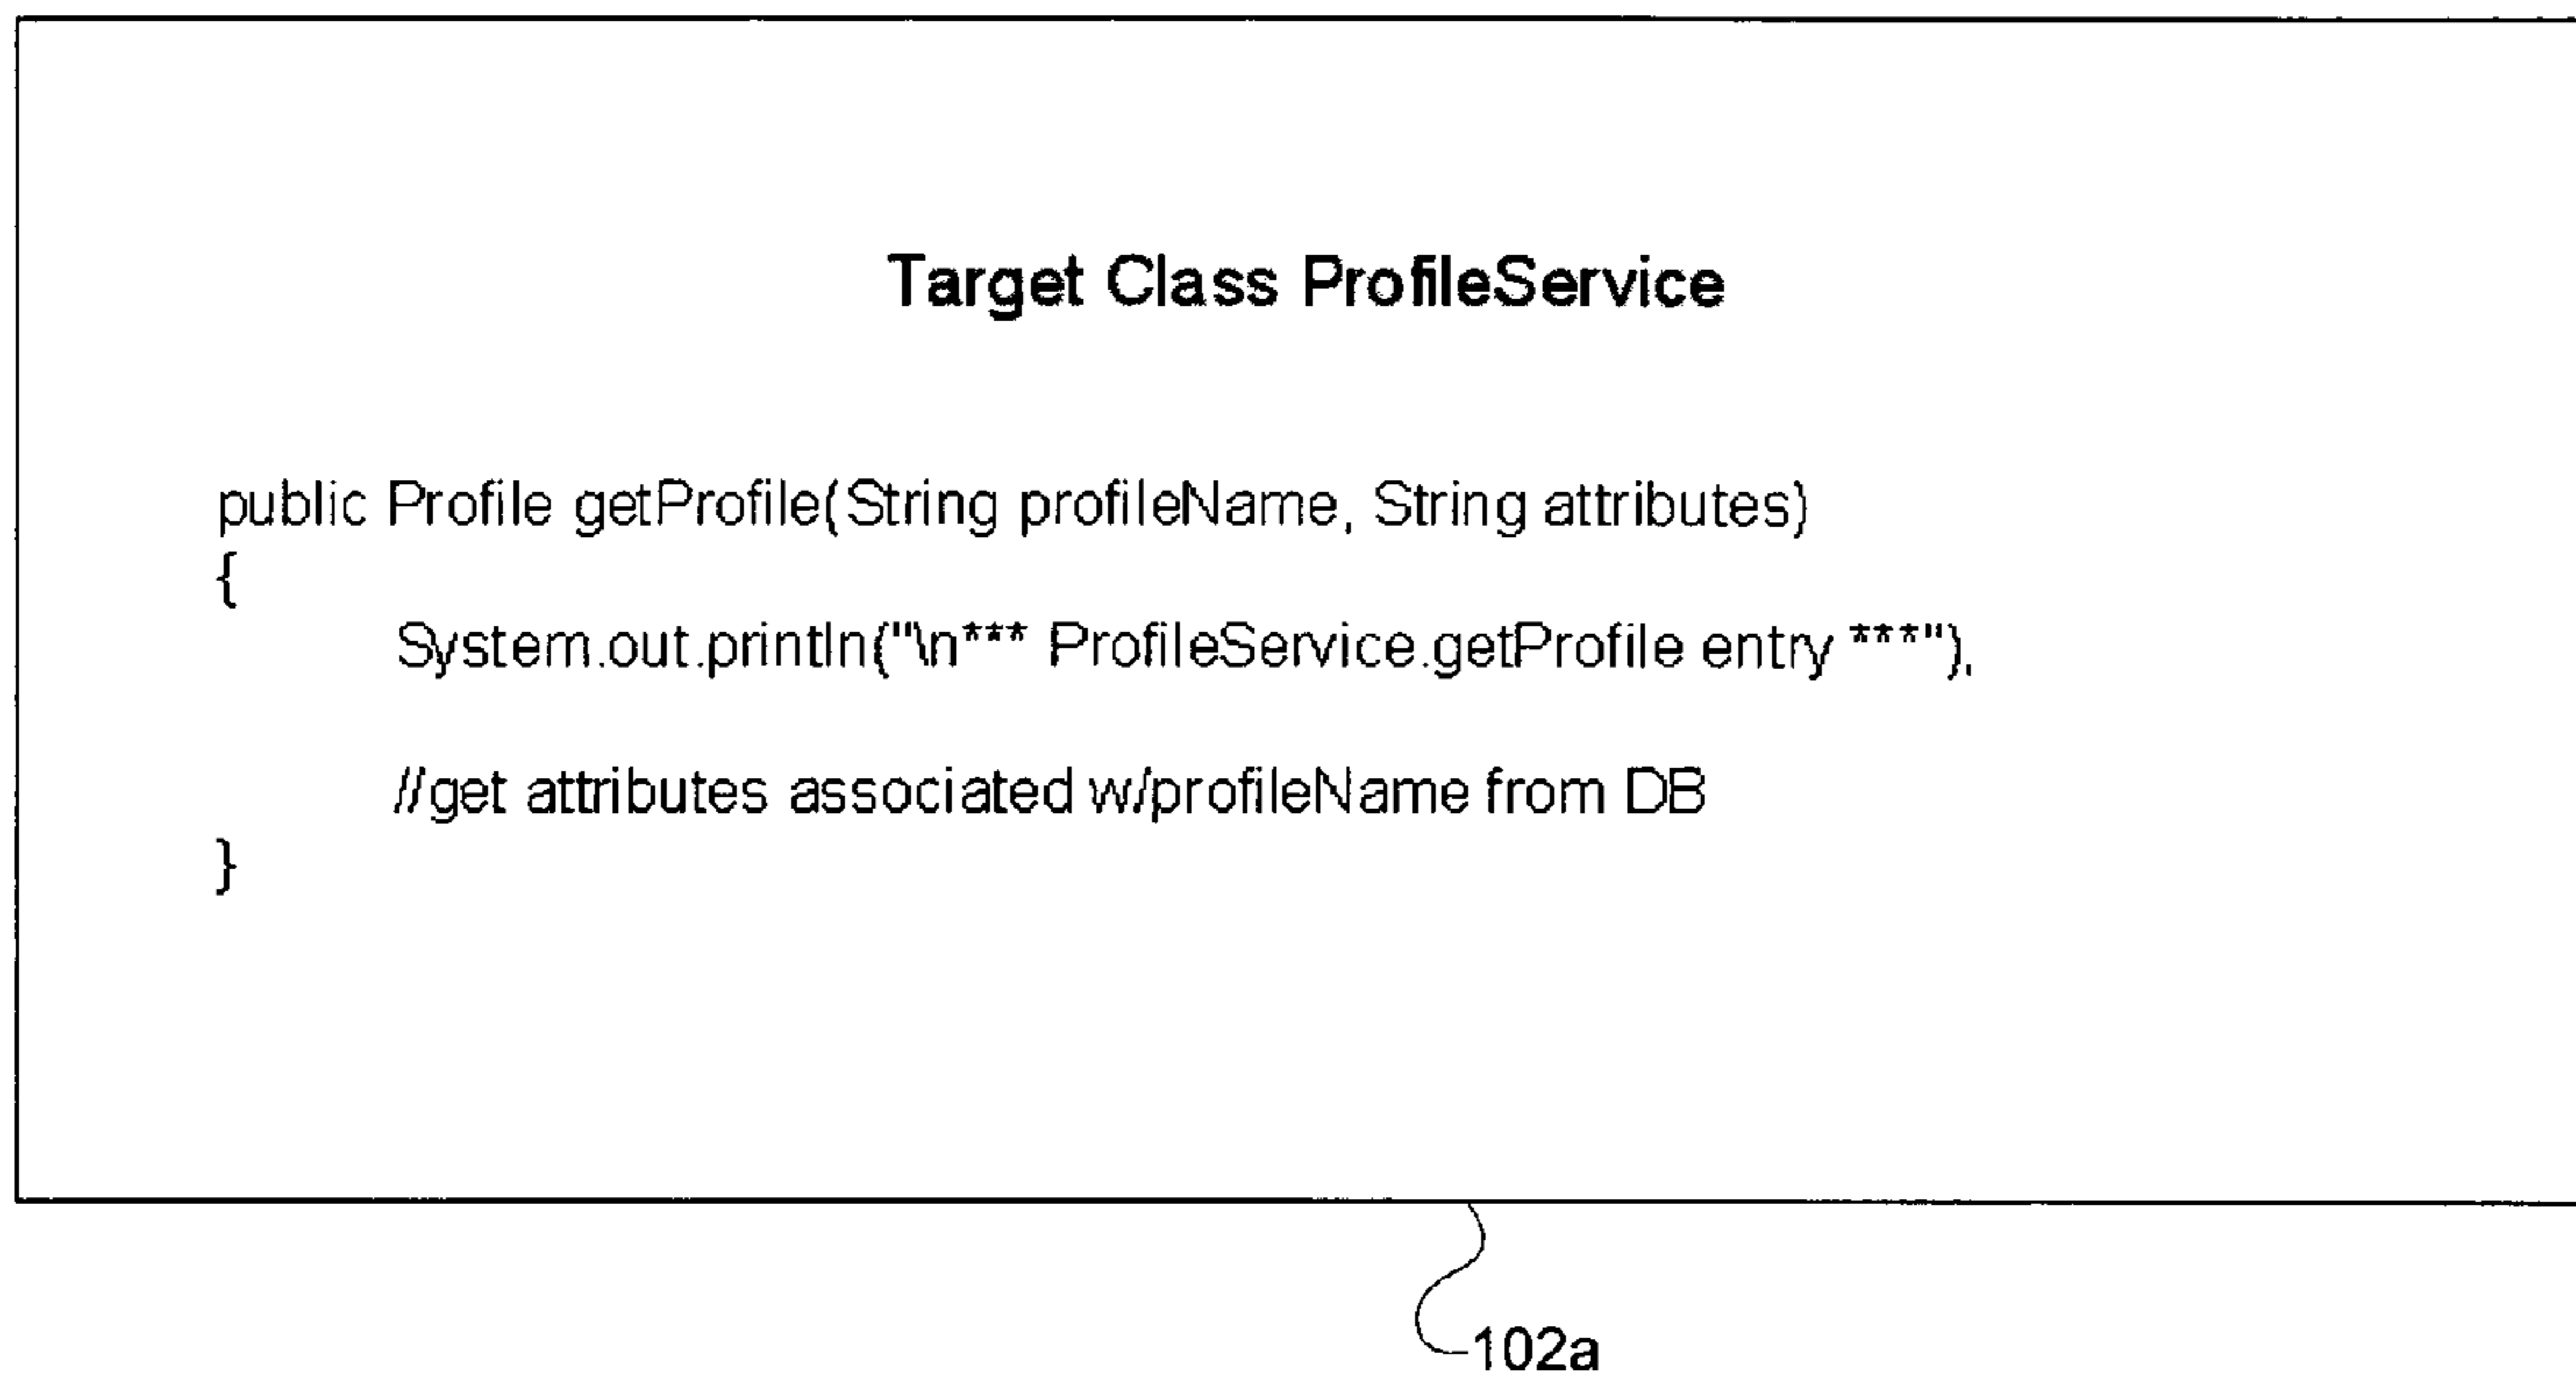 Target Class ProfileService
public Profile getProfile(String profileName, String attributes)
{
System.out.println("\n*** ProfileService.getProfile entry ***");
//get attributes associated w/profileName from DB
}
102a